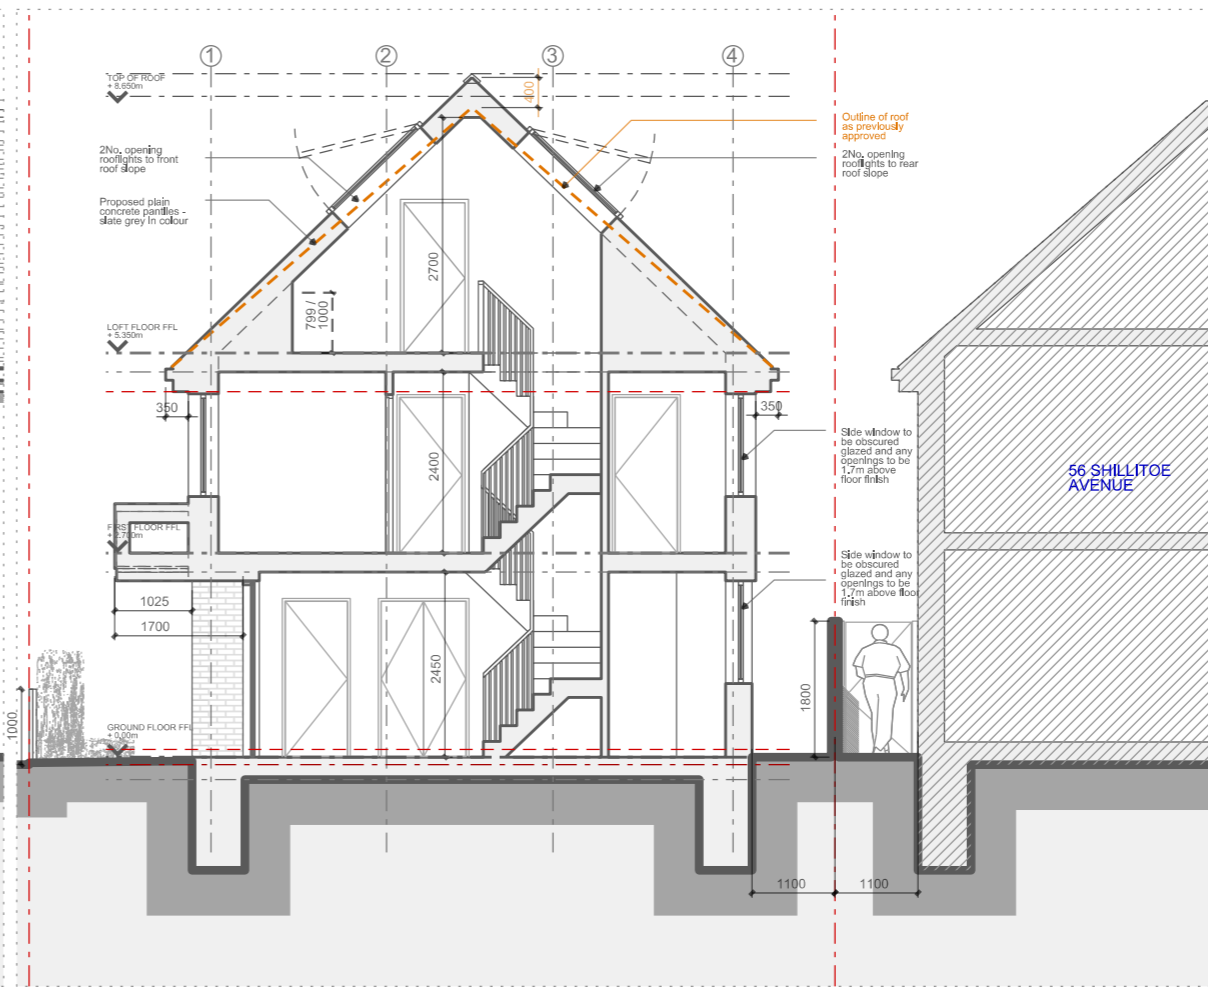 1
2
3
4
TOP OF ROOF
+ 8.650m
400
Outline of roof
as previously
approved
2No. opening
rooflights to front
roof slope
2No. opening
rooflights to rear
roof slope
Proposed plain
concrete pantiles -
slate grey in colour
2700
799 /
1000
LOFT FLOOR FFL
+ 5.350m
350
350
2400
Side window to
be obscured
glazed and any
openings to be
1.7m above
floor finish
56 SHILLITOE
AVENUE
FIRST FLOOR FFL
+ 2.700m
Side window to
be obscured
glazed and any
openings to be
1.7m above floor
finish
1025
1700
2450
1800
1000
GROUND FLOOR FFL
+ 0.00m
1100
1100